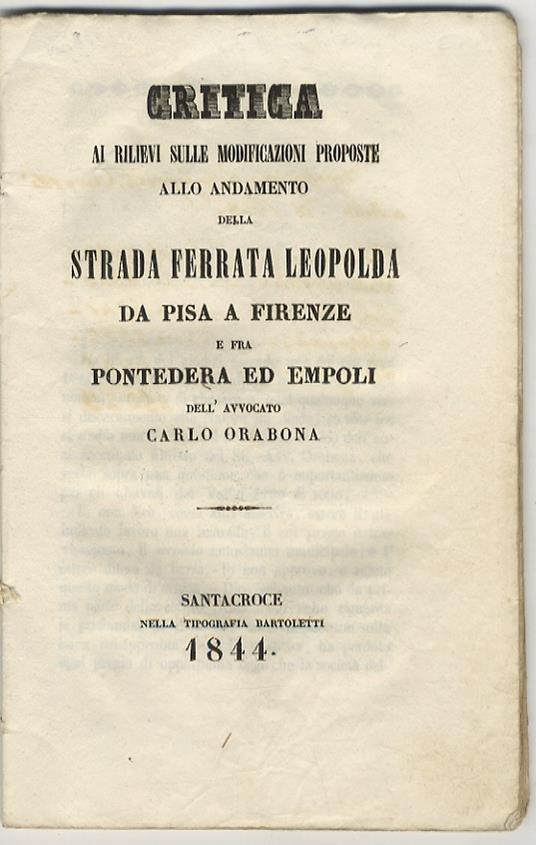 CRITICA
AI RILIEVI SULLE MODIFICAZIONI PROPOSTE
ALLO ANDAMENTO
DELLA
STRADA FERRATA LEOPOLDA
DA PISA A FIRENZE
E FRA
PONTEDERA ED EMPOLI
DELL' AVVOCATO
CARLO ORABONA
SANTACROCE
NELLA TIPOGRAFIA BARTOLETTI
1844.